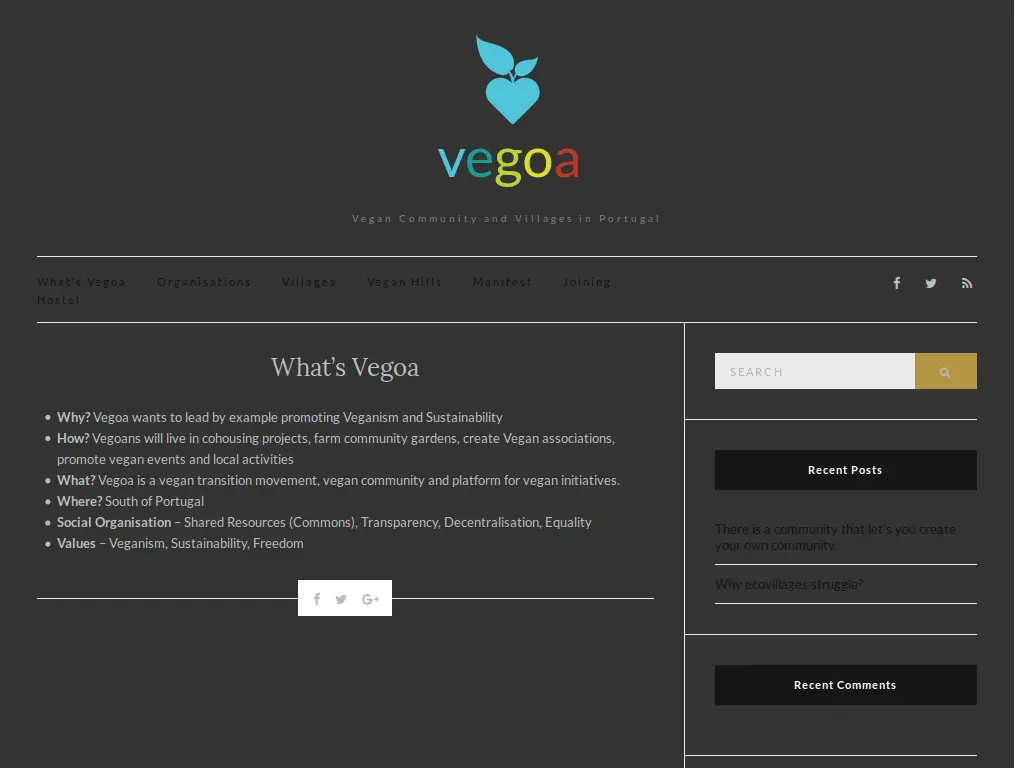 vegoa
Vegan Community and Villages in Portugal
What's Vegoa Organisations Villages Vegan Hills Manifest Joining
Hostel
What’s Vegoa
Why? Vegoa wants to lead by example promoting Veganism and Sustainability
How? Vegoans will live in cohousing projects, farm community gardens, create Vegan associations,
promote vegan events and local activities
What? Vegoa is a vegan transition movement, vegan community and platform for vegan initiatives.
Where? South of Portugal
Social Organisation – Shared Resources (Commons), Transparency, Decentralisation, Equality
Values – Veganism, Sustainability, Freedom
G+
SEARCH
Recent Posts
There is a community that let's you create
your own community.
Why ecovillages struggle?
Recent Comments